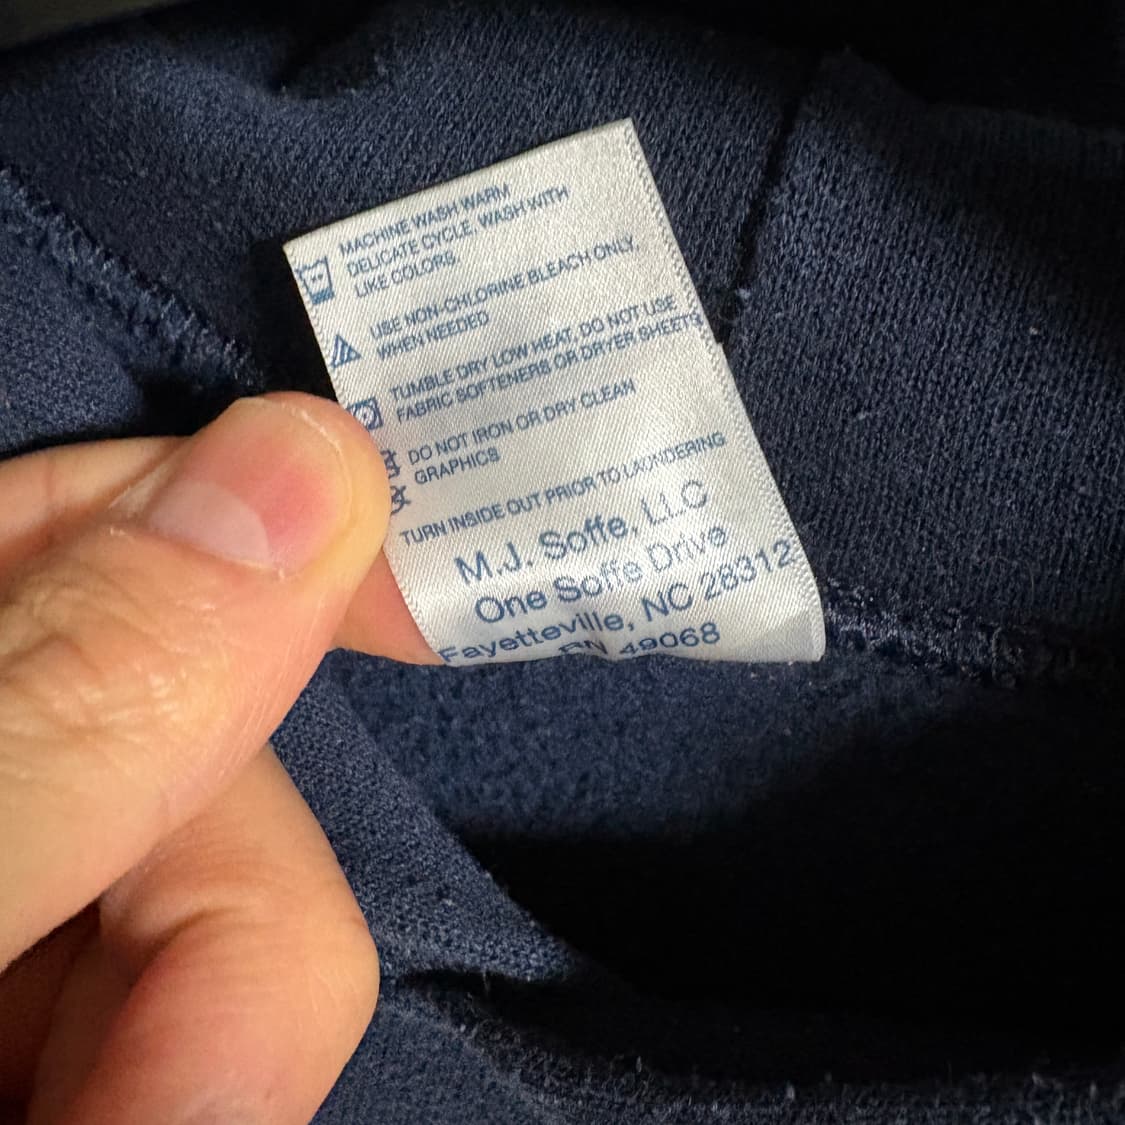 MACHINE WASH WARM
DELICATE CYCLE. WASH WITH
LIKE COLORS
USE NON-CHLORINE BLEACH ONLY
WHEN NEEDED
TUMBLE DRY LOW HEAT, DO NOT USE
FABRIC SOFTENERS OR DRYER SHEETS
DO NOT IRON OR DRY CLEAN
GRAPHICS
TURN INSIDE OUT PRIOR TO LAUNDERING
M.J. Soffe, LLC
One Soffe Drive
Fayetteville, NC 28312
RN 49068